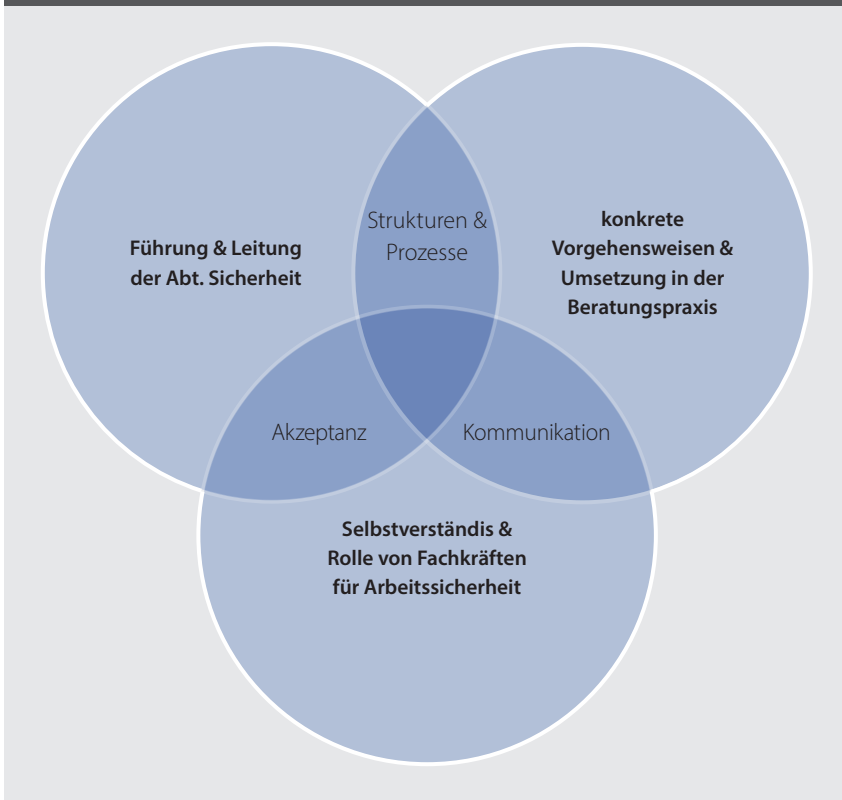 Führung & Leitung
der Abt. Sicherheit
Strukturen &
Prozesse
konkrete
Vorgehensweisen &
Umsetzung in der
Beratungspraxis
Akzeptanz
Kommunikation
Selbstverständis &
Rolle von Fachkräften
für Arbeitssicherheit